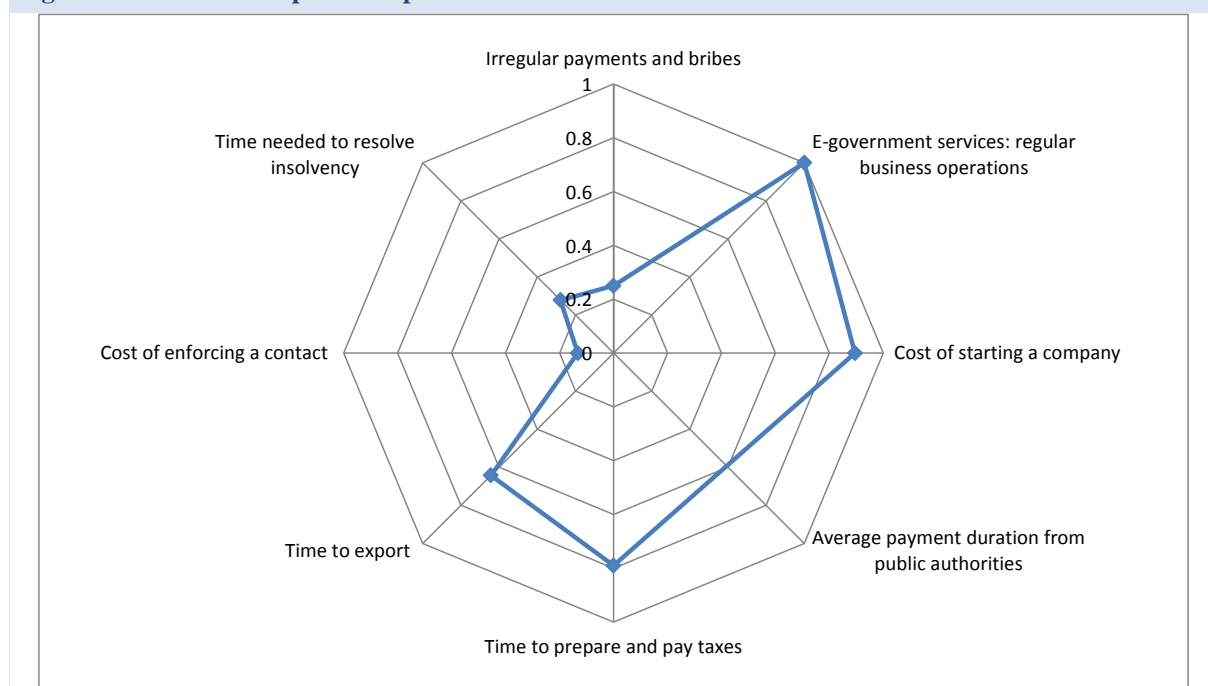 Irregular payments and bribes
1
Time needed to resolve
insolvency
E-government services: regular
business operations
0.8
0.6
0.4
0.2
0
Cost of enforcing a contact
Cost of starting a company
Time to export
Average payment duration from
public authorities
Time to prepare and pay taxes